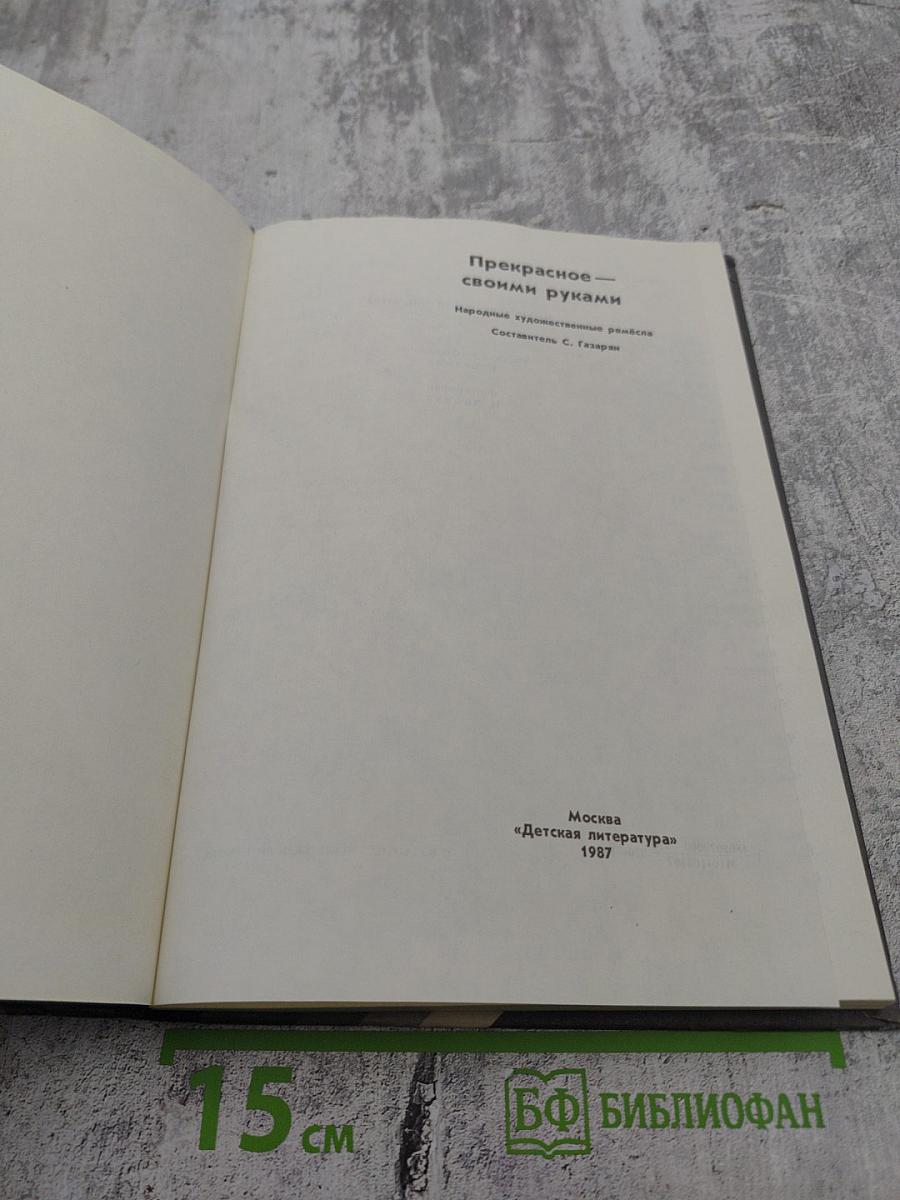 Прекрасное —
своими руками
Народные художественные ремёсла
Составитель С. Газарян
Москва
«Детская литература»
1987
15 см
БФ БИБЛИОФАН